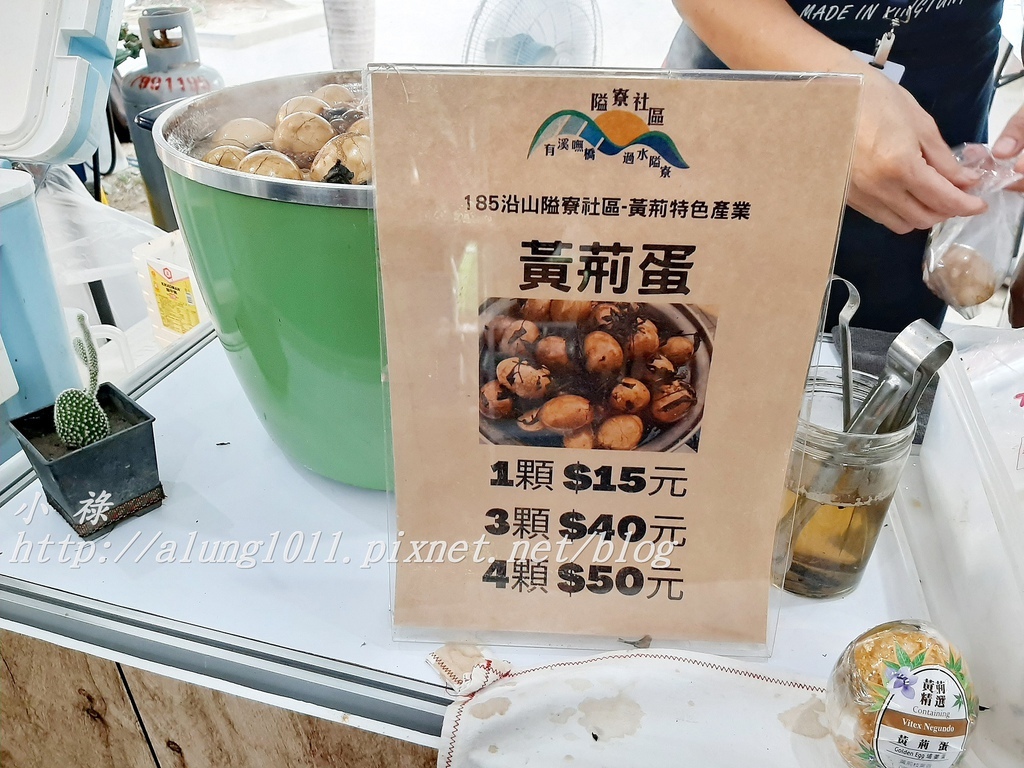 MADE IN
7991195
隘寮社區
有溪嘸橋 過水隘寮
185沿山隘寮社區-黃荊特色產業
黃荊蛋
1顆 $15元
3顆 $40元
4顆 $50元
小 祿
http://alung1011.pixnet.net/blog
黃荊
精選
Containing
Vitex Negundo
黃荊蛋
Golden Egg